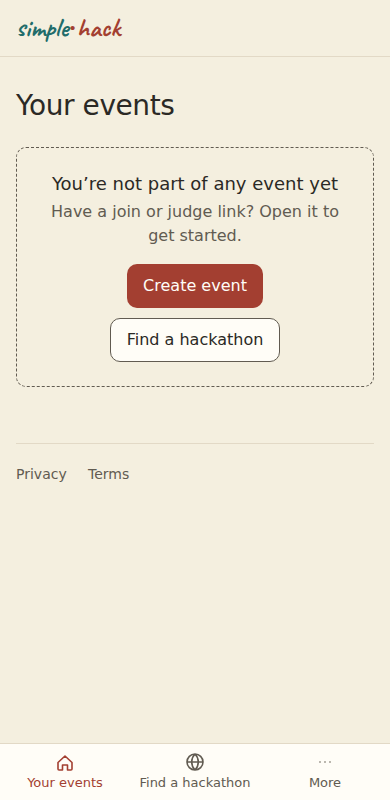 simple·hack
Your events
You’re not part of any event yet
Have a join or judge link? Open it to
get started.
Create event
Find a hackathon
Privacy Terms
Your events Find a hackathon More